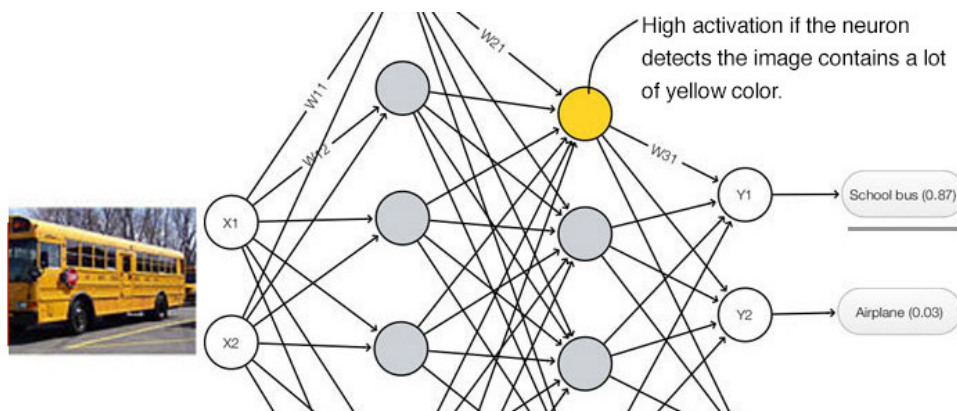 High activation if the neuron
detects the image contains a lot
of yellow color.
W21
W11
W12
W31
X1
Y1
School bus (0.87)
X2
Y2
Airplane (0.03)